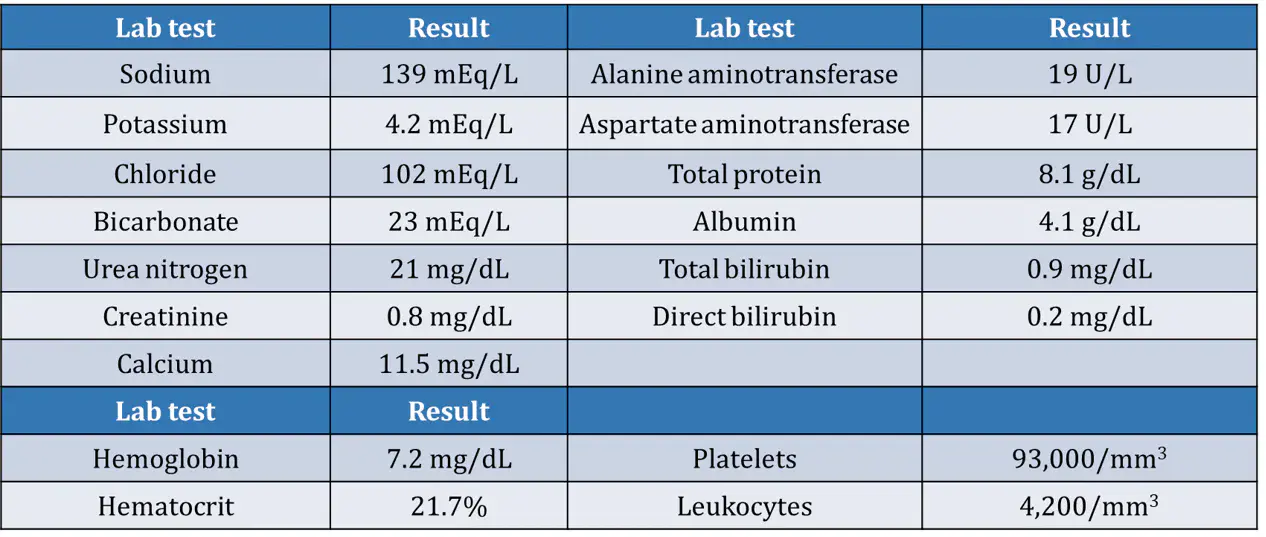 Lab test Result Lab test Result
Sodium 139 mEq/L Alanine aminotransferase 19 U/L
Potassium 4.2 mEq/L Aspartate aminotransferase 17 U/L
Chloride 102 mEq/L Total protein 8.1 g/dL
Bicarbonate 23 mEq/L Albumin 4.1 g/dL
Urea nitrogen 21 mg/dL Total bilirubin 0.9 mg/dL
Creatinine 0.8 mg/dL Direct bilirubin 0.2 mg/dL
Calcium 11.5 mg/dL
Lab test Result
Hemoglobin 7.2 mg/dL Platelets 93,000/mm³
Hematocrit 21.7% Leukocytes 4,200/mm³